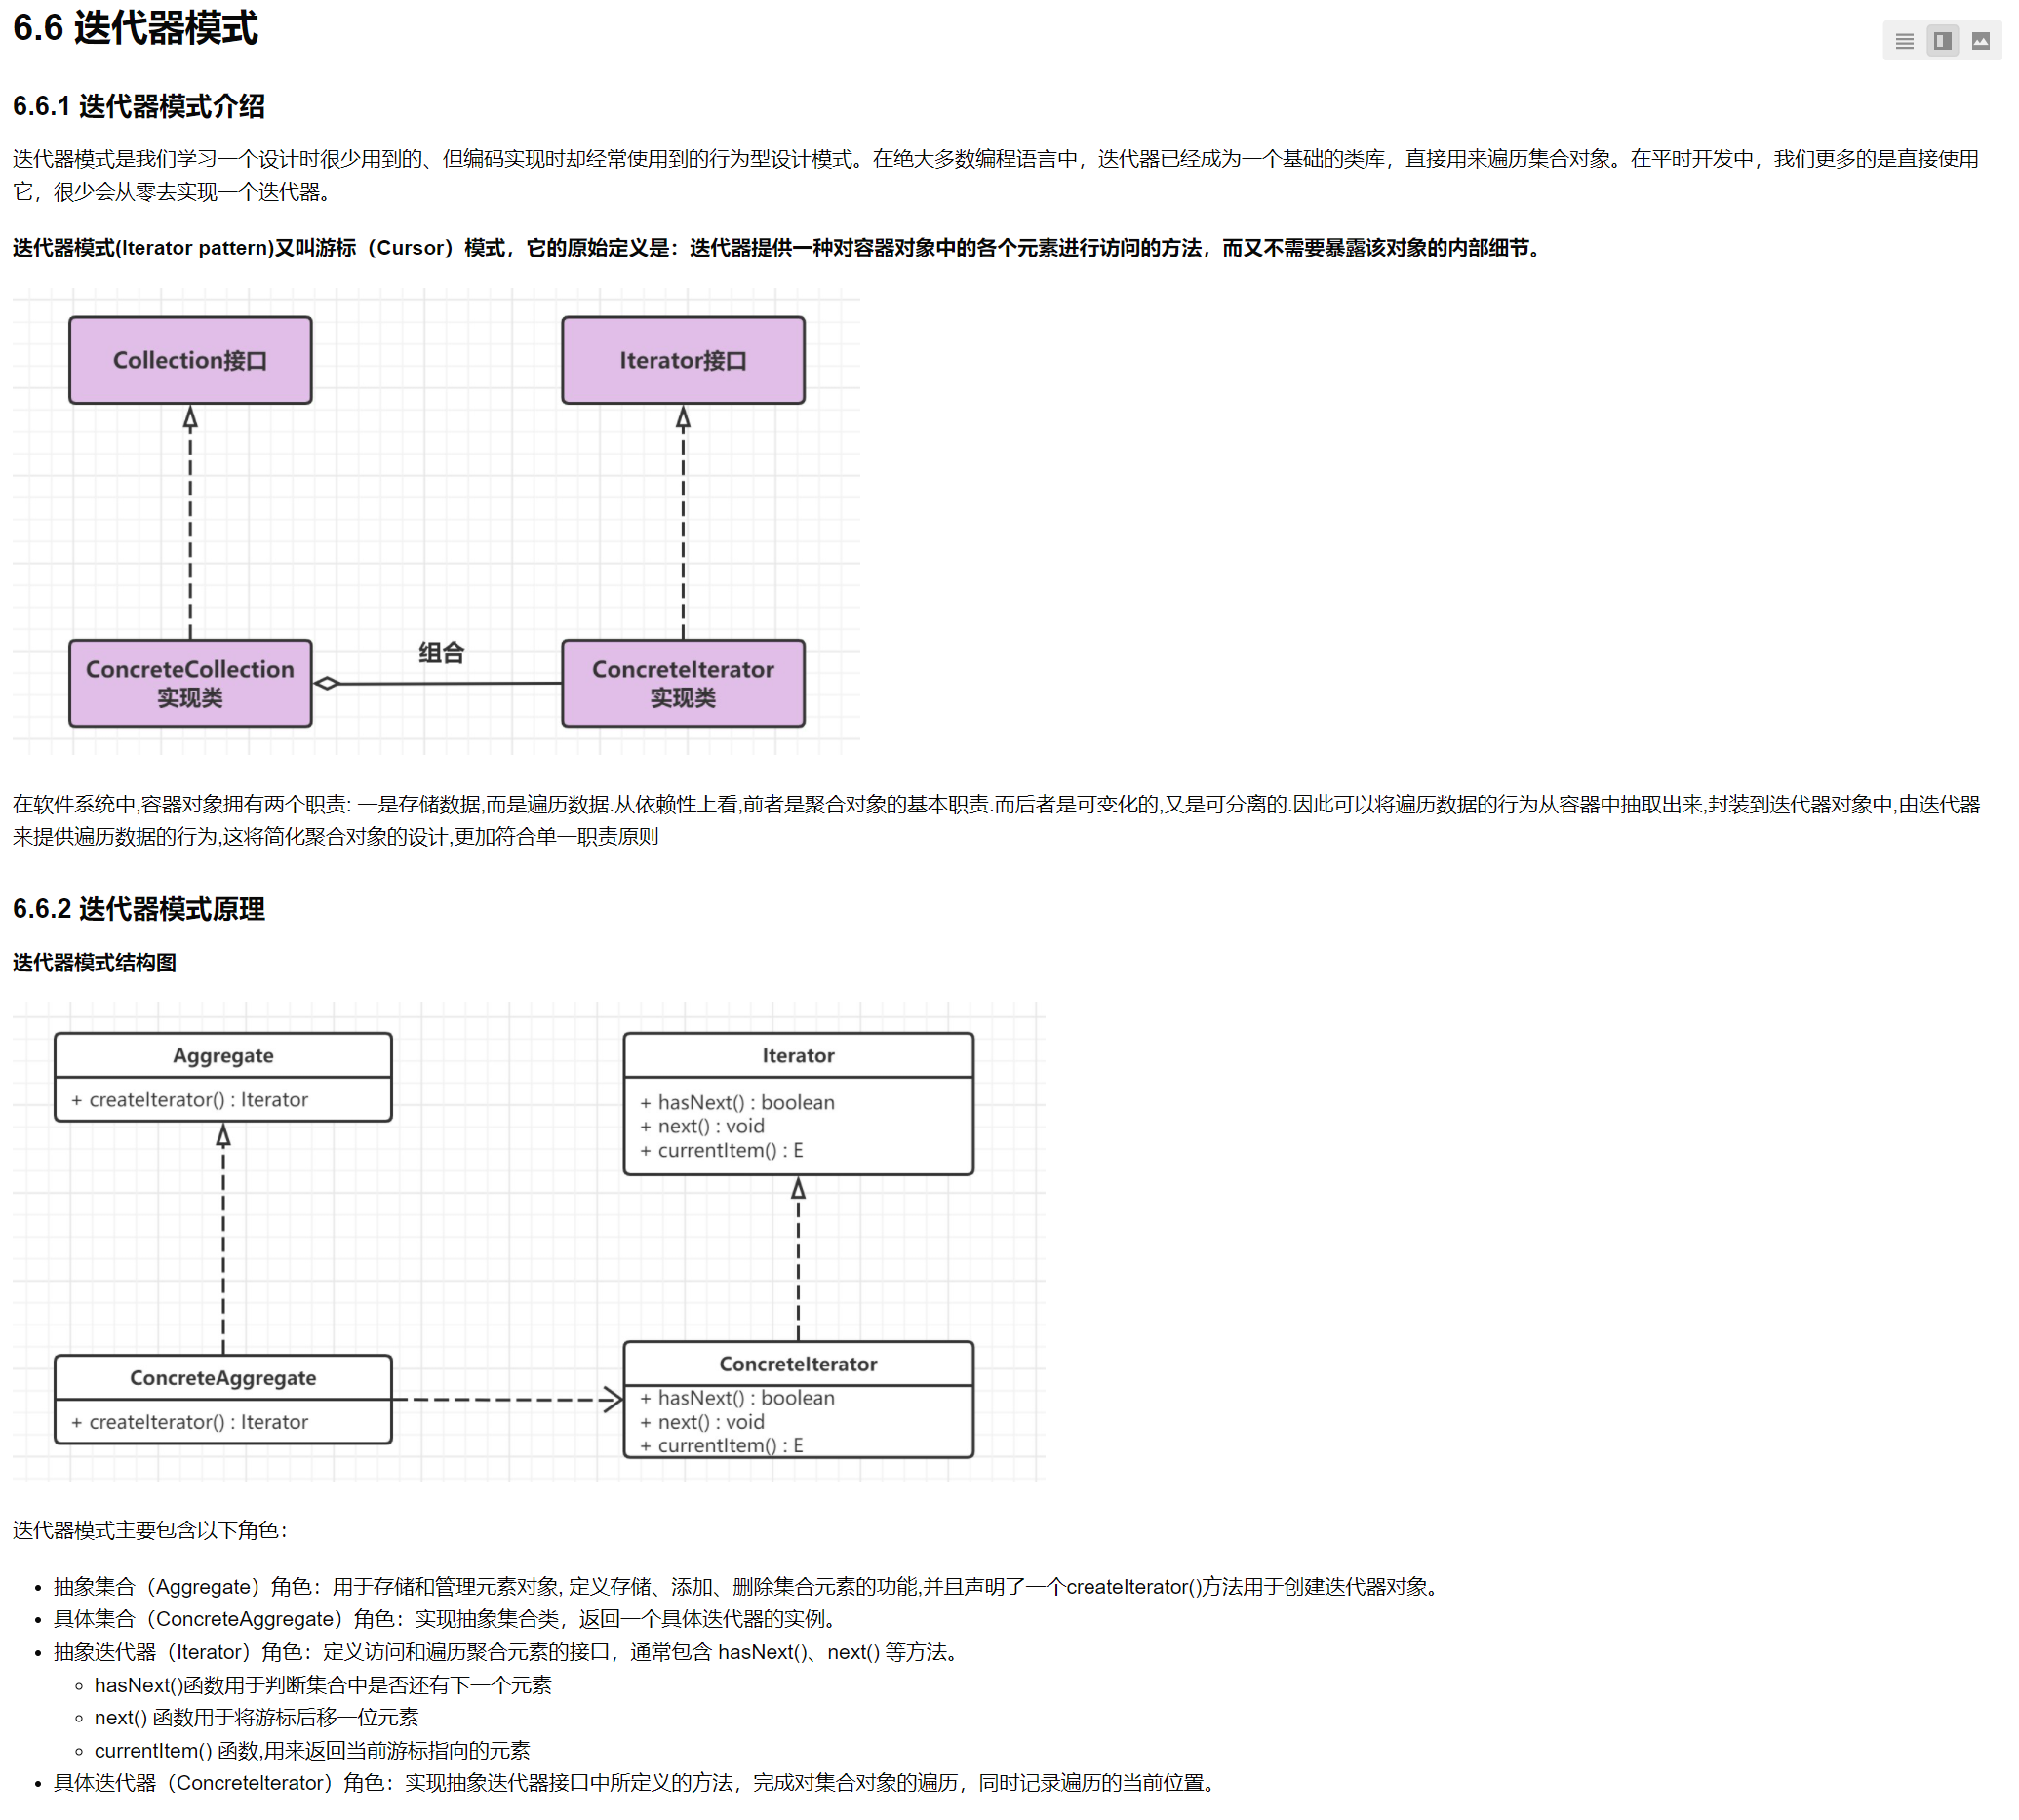 6.6 迭代器模式
6.6.1 迭代器模式介绍
迭代器模式是我们学习一个设计时很少用到的、但编码实现时却经常使用到的行为型设计模式。在绝大多数编程语言中，迭代器已经成为一个基础的类库，直接用来遍历集合对象。在平时开发中，我们更多的是直接使用
它，很少会从零去实现一个迭代器。
迭代器模式(Iterator pattern)又叫游标（Cursor）模式，它的原始定义是：迭代器提供一种对容器对象中的各个元素进行访问的方法，而又不需要暴露该对象的内部细节。
Collection接口
Iterator接口
组合
ConcreteCollection
实现类
ConcreteIterator
实现类
在软件系统中,容器对象拥有两个职责: 一是存储数据,而是遍历数据.从依赖性上看,前者是聚合对象的基本职责.而后者是可变化的,又是可分离的.因此可以将遍历数据的行为从容器中抽取出来,封装到迭代器对象中,由迭代器
来提供遍历数据的行为,这将简化聚合对象的设计,更加符合单一职责原则
6.6.2 迭代器模式原理
迭代器模式结构图
Aggregate
+ createIterator() : Iterator
Iterator
+ hasNext() : boolean
+ next() : void
+ currentItem() : E
ConcreteAggregate
+ createIterator() : Iterator
ConcreteIterator
+ hasNext() : boolean
+ next() : void
+ currentItem() : E
迭代器模式主要包含以下角色：
• 抽象集合（Aggregate）角色：用于存储和管理元素对象, 定义存储、添加、删除集合元素的功能,并且声明了一个createIterator()方法用于创建迭代器对象。
• 具体集合（ConcreteAggregate）角色：实现抽象集合类，返回一个具体迭代器的实例。
• 抽象迭代器（Iterator）角色：定义访问和遍历聚合元素的接口，通常包含 hasNext()、next() 等方法。
◦ hasNext()函数用于判断集合中是否还有下一个元素
◦ next() 函数用于将游标后移一位元素
◦ currentItem() 函数,用来返回当前游标指向的元素
• 具体迭代器（ConcreteIterator）角色：实现抽象迭代器接口中所定义的方法，完成对集合对象的遍历，同时记录遍历的当前位置。